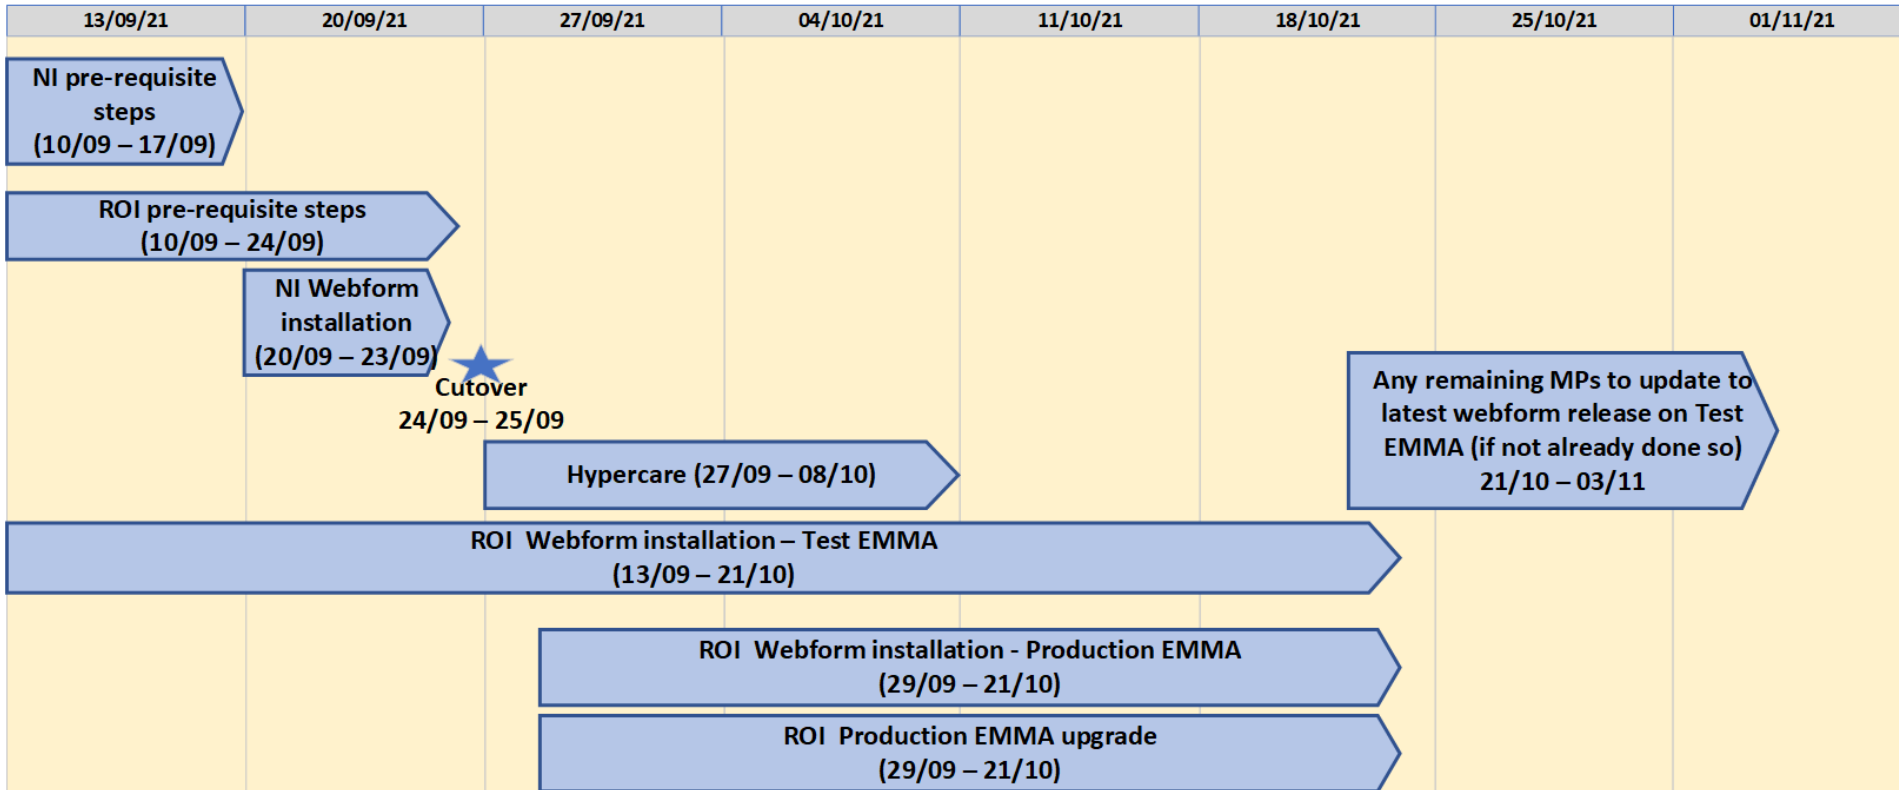 13/09/21 20/09/21 27/09/21 04/10/21 11/10/21 18/10/21 25/10/21 01/11/21
NI pre-requisite
steps
(10/09 – 17/09)
ROI pre-requisite steps
(10/09 – 24/09)
NI Webform
installation
(20/09 – 23/09)
Cutover
24/09 – 25/09
Any remaining MPs to update to
latest webform release on Test
EMMA (if not already done so)
21/10 – 03/11
Hypercare (27/09 – 08/10)
ROI  Webform installation – Test EMMA
(13/09 – 21/10)
ROI  Webform installation - Production EMMA
(29/09 – 21/10)
ROI  Production EMMA upgrade
(29/09 – 21/10)